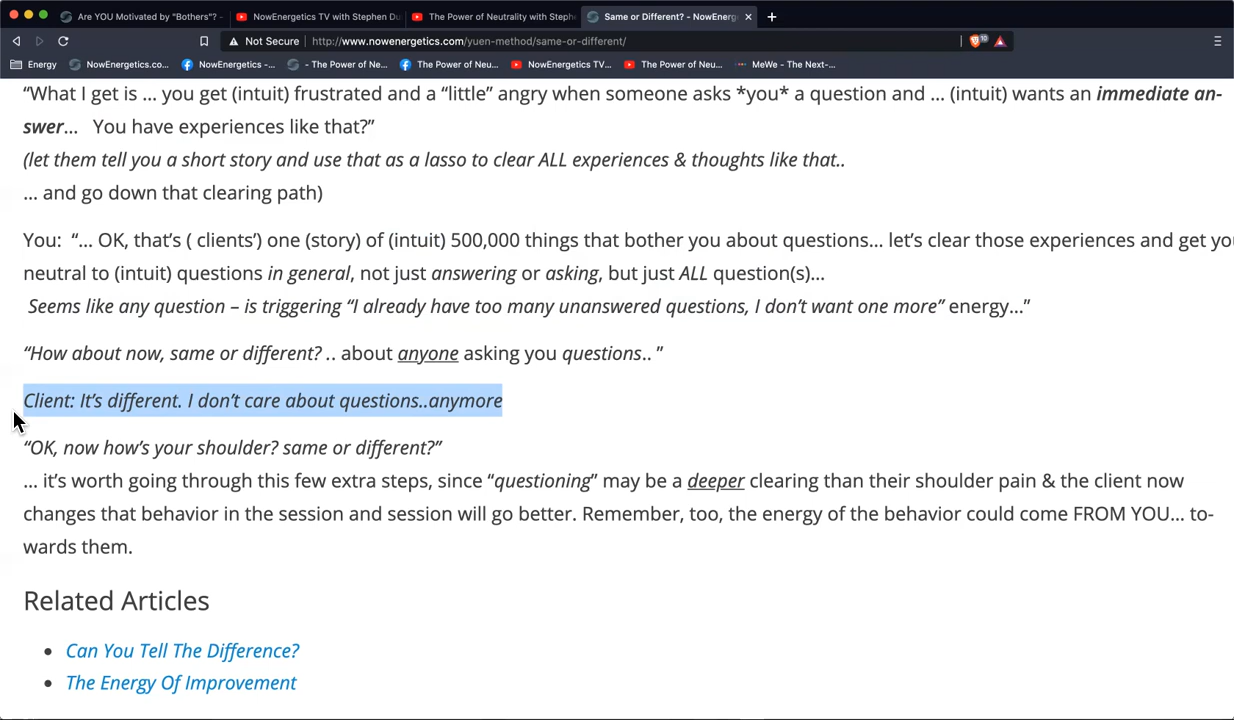 Are YOU Motivated by "Bothers"? -
NowEnergetics TV with Stephen Du
The Power of Neutrality with Steph
Same or Different? - NowEnerg
Not Secure | http://www.nowenergetics.com/yuen-method/same-or-different/
10
Energy
NowEnergetics.co...
NowEnergetics -...
- The Power of Ne...
The Power of Neu...
NowEnergetics TV...
The Power of Neu...
MeWe - The Next-...
“What I get is … you get (intuit) frustrated and a “little” angry when someone asks *you* a question and … (intuit) wants an immediate an-
swer… You have experiences like that?”
(let them tell you a short story and use that as a lasso to clear ALL experiences & thoughts like that..
… and go down that clearing path)
You: “… OK, that’s ( clients’) one (story) of (intuit) 500,000 things that bother you about questions… let’s clear those experiences and get you
neutral to (intuit) questions in general, not just answering or asking, but just ALL question(s)…
Seems like any question – is triggering “I already have too many unanswered questions, I don’t want one more” energy…”
“How about now, same or different? .. about anyone asking you questions.. ”
Client: It’s different. I don’t care about questions..anymore
“OK, now how’s your shoulder? same or different?”
… it’s worth going through this few extra steps, since “questioning” may be a deeper clearing than their shoulder pain & the client now
changes that behavior in the session and session will go better. Remember, too, the energy of the behavior could come FROM YOU… to-
wards them.
Related Articles
• Can You Tell The Difference?
• The Energy Of Improvement